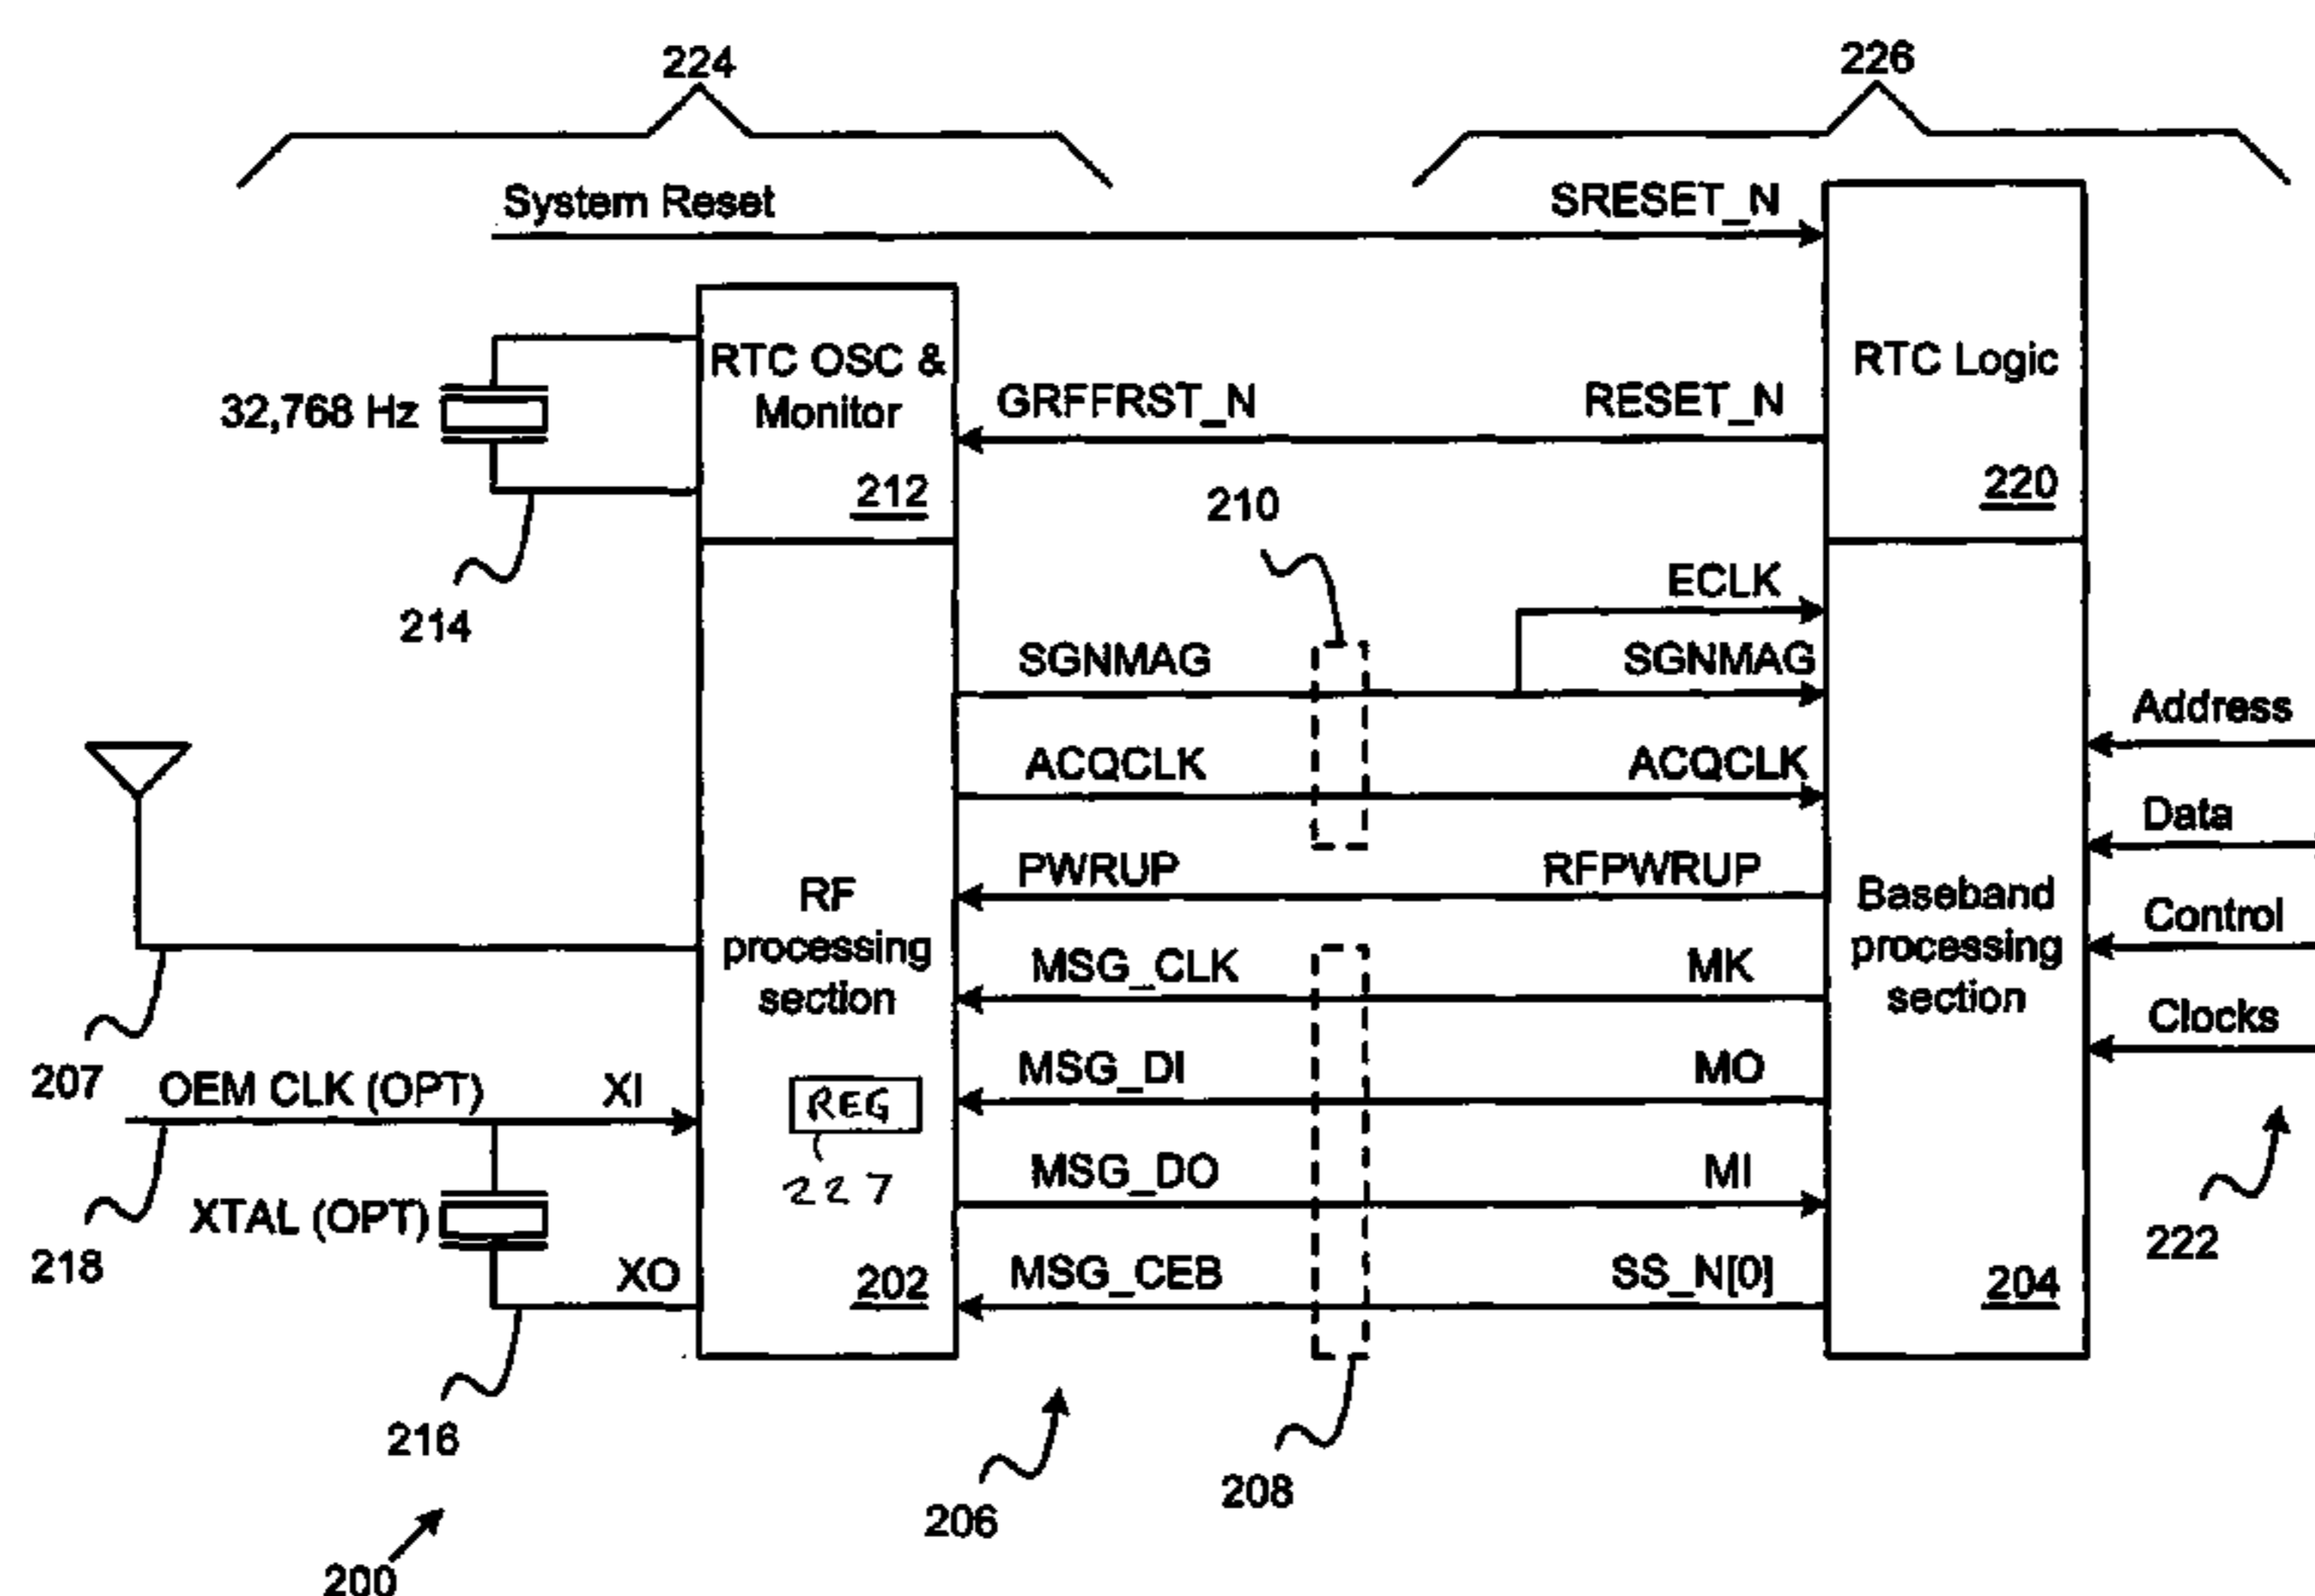 224
226
System Reset
SRESET_N
RTC OSC &
Monitor
212
32,768 Hz
214
GRFFRST_N
RESET_N
RTC Logic
220
210
ECLK
SGNMAG
SGNMAG
ACQCLK
ACQCLK
PWRUP
RFPWRUP
MSG_CLK
MK
MSG_DI
MO
MSG_DO
MI
MSG_CEB
SS_N[0]
RF
processing
section
REG
227
202
Baseband
processing
section
204
Address
Data
Control
Clocks
222
207
OEM CLK (OPT)
XI
218
XTAL (OPT)
XO
216
206
208
200